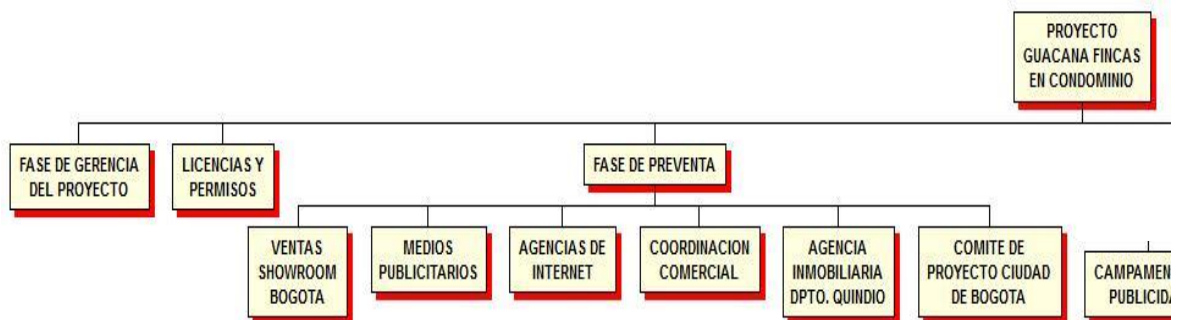 PROYECTO
GUACANA FINCAS
EN CONDOMINIO
FASE DE GERENCIA
DEL PROYECTO
LICENCIAS Y
PERMISOS
FASE DE PREVENTA
VENTAS
SHOWROOM
BOGOTA
MEDIOS
PUBLICITARIOS
AGENCIAS DE
INTERNET
COORDINACION
COMERCIAL
AGENCIA
INMOBILIARIA
DPTO. QUINDIO
COMITE DE
PROYECTO CIUDAD
DE BOGOTA